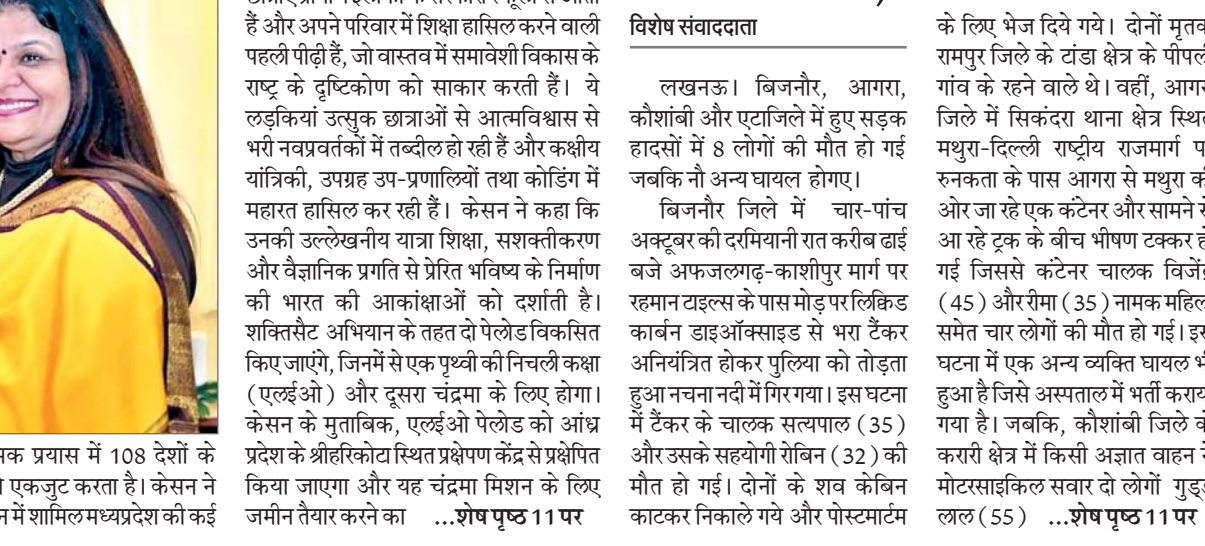 प्रयास में 108 देशों के
एकजुट करता है। केसन ने
में शामिल मध्यप्रदेश की कई
हैं और अपने परिवार में शिक्षा हासिल करने वाली
पहली पीढ़ी हैं, जो वास्तव में समावेशी विकास के
राष्ट्र के दृष्टिकोण को साकार करती हैं। ये
लड़कियां उत्सुक छात्राओं से आत्मविश्वास से
भरी नवप्रवर्तकों में तब्दील हो रही हैं और कक्षीय
यांत्रिकी, उपग्रह उप-प्रणालियों तथा कोडिंग में
महारत हासिल कर रही हैं। केसन ने कहा कि
उनकी उल्लेखनीय यात्रा शिक्षा, सशक्तीकरण
और वैज्ञानिक प्रगति से प्रेरित भविष्य के निर्माण
की भारत की आकांक्षाओं को दर्शाती है।
शक्तिसैट अभियान के तहत दो पेलोड विकसित
किए जाएंगे, जिनमें से एक पृथ्वी की निचली कक्षा
(एलईओ) और दूसरा चंद्रमा के लिए होगा।
केसन के मुताबिक, एलईओ पेलोड को आंध्र
प्रदेश के श्रीहरिकोटा स्थित प्रक्षेपण केंद्र से प्रक्षेपित
किया जाएगा और यह चंद्रमा मिशन के लिए
जमीन तैयार करने का ...शेष पृष्ठ 11 पर
विशेष संवाददाता
लखनऊ। बिजनौर, आगरा,
कौशांबी और एटाजिले में हुए सड़क
हादसों में 8 लोगों की मौत हो गई
जबकि नौ अन्य घायल होगए।
बिजनौर जिले में चार-पांच
अक्टूबर की दरमियानी रात करीब ढाई
बजे अफजलगढ़-काशीपुर मार्ग पर
रहमान टाइल्स के पास मोड़ पर लिक्विड
कार्बन डाइऑक्साइड से भरा टैंकर
अनियंत्रित होकर पुलिया को तोड़ता
हुआ नचना नदी में गिर गया। इस घटना
में टैंकर के चालक सत्यपाल (35)
और उसके सहयोगी रोबिन (32) की
मौत हो गई। दोनों के शव केबिन
काटकर निकाले गये और पोस्टमार्टम
के लिए भेज दिये गये। दोनों मृतक
रामपुर जिले के टांडा क्षेत्र के पीपली
गांव के रहने वाले थे। वहीं, आगरा
जिले में सिकंदरा थाना क्षेत्र स्थित
मथुरा-दिल्ली राष्ट्रीय राजमार्ग पर
रुनकता के पास आगरा से मथुरा की
ओर जा रहे एक कंटेनर और सामने से
आ रहे ट्रक के बीच भीषण टक्कर हो
गई जिससे कंटेनर चालक विजेंद्र
(45) और रीमा (35) नामक महिला
समेत चार लोगों की मौत हो गई। इस
घटना में एक अन्य व्यक्ति घायल भी
हुआ है जिसे अस्पताल में भर्ती कराया
गया है। जबकि, कौशांबी जिले के
करारी क्षेत्र में किसी अज्ञात वाहन ने
मोटरसाइकिल सवार दो लोगों गुड्डू
लाल (55) ...शेष पृष्ठ 11 पर